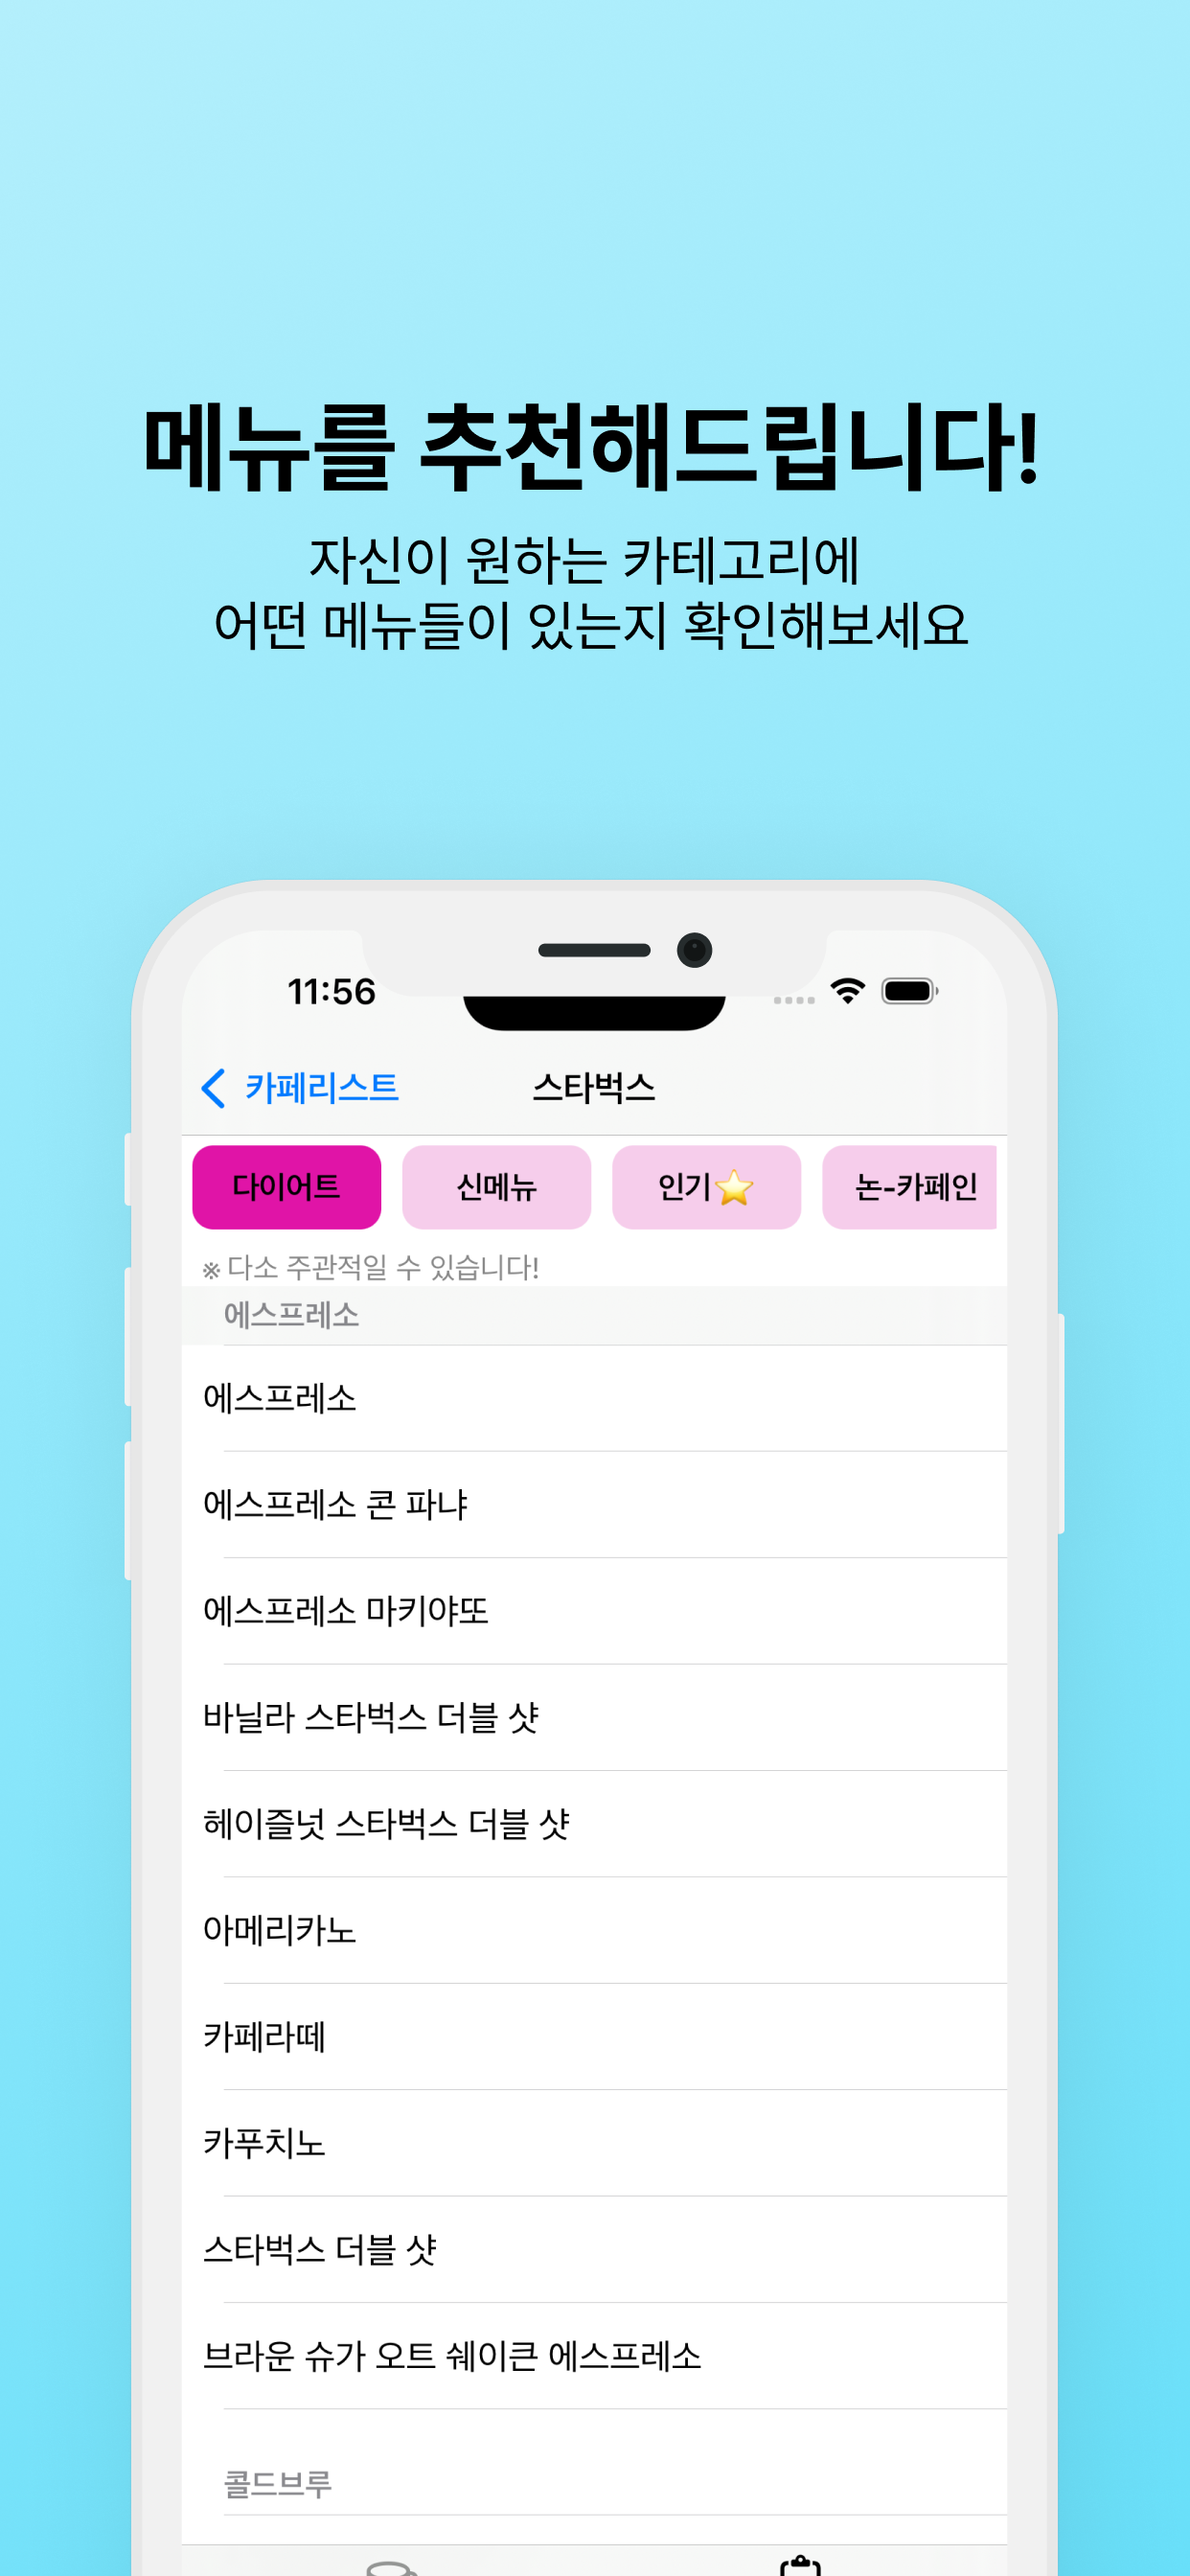 메뉴를 추천해드립니다!
자신이 원하는 카테고리에
어떤 메뉴들이 있는지 확인해보세요
11:56
카페리스트 스타벅스
다이어트 신메뉴 인기⭐ 논-카페인
※ 다소 주관적일 수 있습니다!
에스프레소
에스프레소
에스프레소 콘 파냐
에스프레소 마키야또
바닐라 스타벅스 더블 샷
헤이즐넛 스타벅스 더블 샷
아메리카노
카페라떼
카푸치노
스타벅스 더블 샷
브라운 슈가 오트 쉐이큰 에스프레소
콜드브루